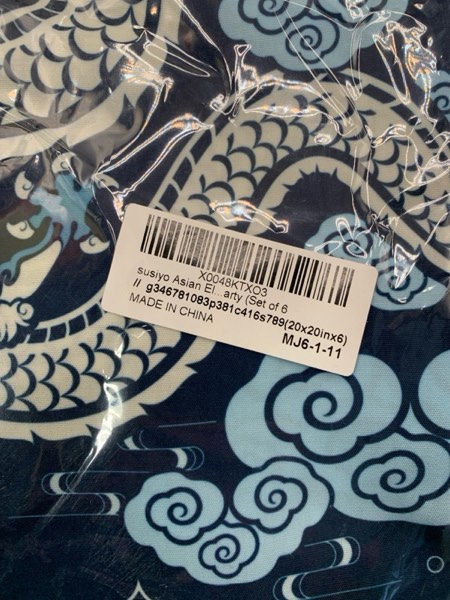 X0048KTXO3
susiyo Asian El...arty (Set of 6
// g346781083p381c416s789(20x20inx6)
MADE IN CHINA
MJ6-1-11